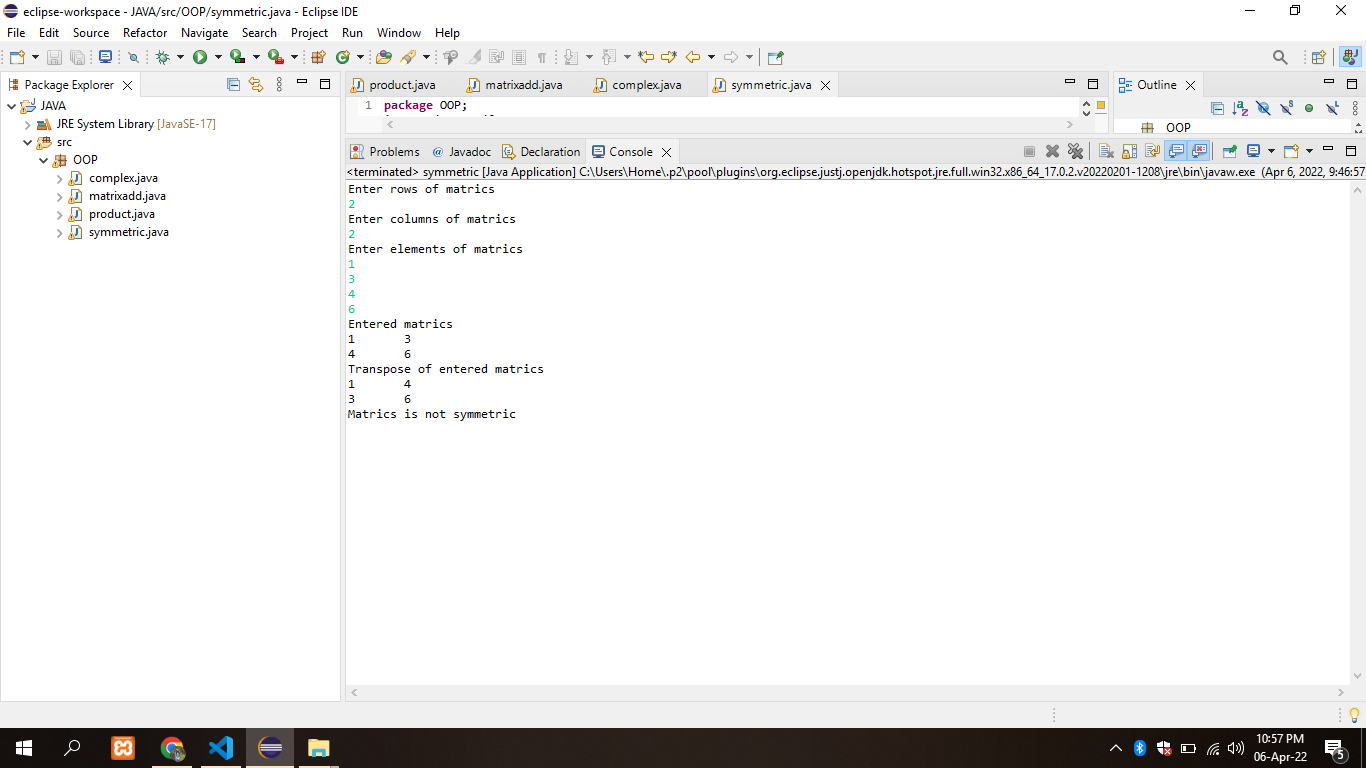 eclipse-workspace - JAVA/src/OOP/symmetric.java - Eclipse IDE
File Edit Source Refactor Navigate Search Project Run Window Help
Package Explorer
JAVA
JRE System Library [JavaSE-17]
src
OOP
complex.java
matrixadd.java
product.java
symmetric.java
product.java matrixadd.java complex.java symmetric.java
1 package OOP;
Outline
OOP
Problems @ Javadoc Declaration Console
<terminated> symmetric [Java Application] C:\Users\Home\.p2\pool\plugins\org.eclipse.justj.openjdk.hotspot.jre.full.win32.x86_64_17.0.2.v20220201-1208\jre\bin\javaw.exe (Apr 6, 2022, 9:46:57
Enter rows of matrics
2
Enter columns of matrics
2
Enter elements of matrics
1
3
4
6
Entered matrics
1 3
4 6
Transpose of entered matrics
1 4
3 6
Matrics is not symmetric
10:57 PM
06-Apr-22
5